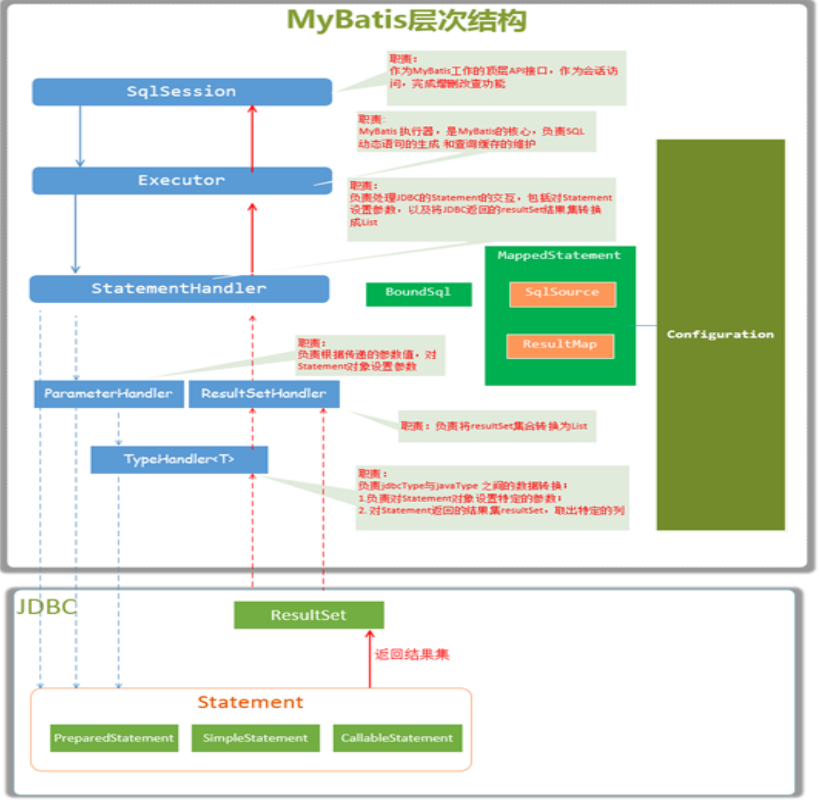 MyBatis层次结构
职责：
作为MyBatis工作的顶层API接口，作为会话访
问，完成增删改查功能
SqlSession
职责：
MyBatis 执行器，是MyBatis的核心，负责SQL
动态语句的生成 和查询缓存的维护
Executor
职责：
负责处理JDBC的Statement的交互，包括对Statement
设置参数，以及将JDBC返回的resultSet结果集转换
成List
StatementHandler
BoundSql
MappedStatement
SqlSource
ResultMap
Configuration
职责：
负责根据传递的参数值，对
Statement对象设置参数
ParameterHandler
ResultSetHandler
职责：负责将resultSet集合转换为List
TypeHandler<T>
职责：
负责jdbcType与javaType 之间的数据转换：
1.负责对Statement对象设置特定的参数；
2. 对Statement返回的结果集resultSet，取出特定的列
JDBC
ResultSet
返回结果集
Statement
PreparedStatement
SimpleStatement
CallableStatement